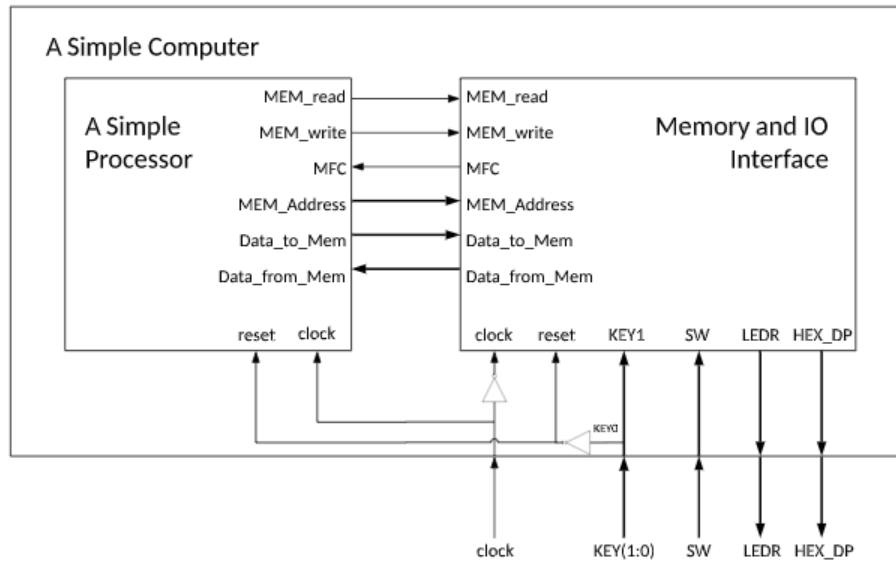 A Simple Computer
A Simple
Processor
MEM_read
MEM_write
MFC
MEM_Address
Data_to_Mem
Data_from_Mem
reset
clock
MEM_read
MEM_write
MFC
MEM_Address
Data_to_Mem
Data_from_Mem
Memory and IO
Interface
clock
reset
KEY1
SW
LEDR
HEX_DP
KEY0
clock
KEY(1:0)
SW
LEDR
HEX_DP